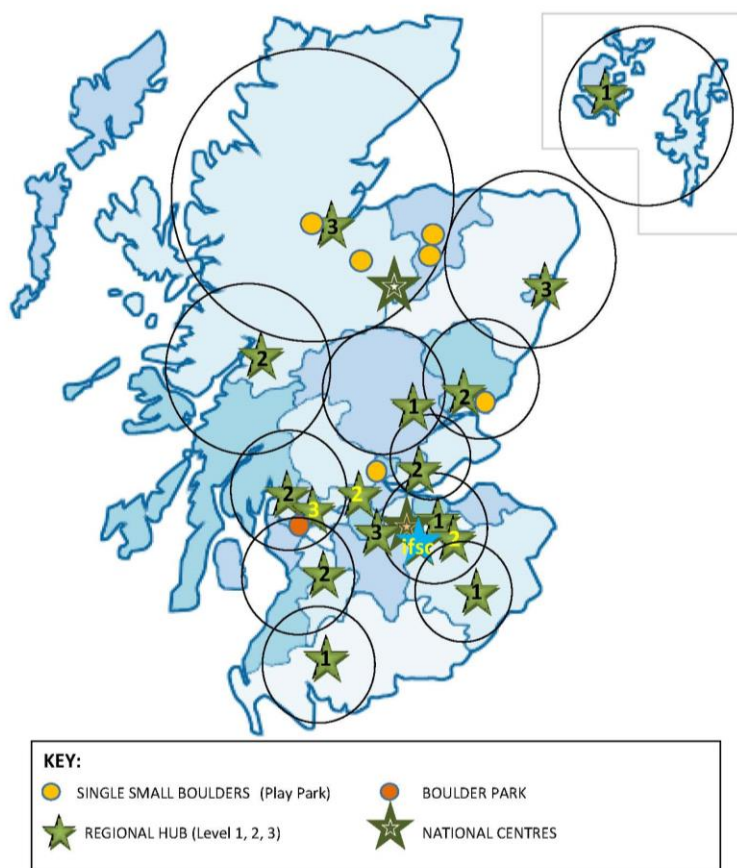 1
3
3
2
1
2
2
2
3
2
3
1
ifsc
2
2
1
1
KEY:
SINGLE SMALL BOULDERS (Play Park)
BOULDER PARK
REGIONAL HUB (Level 1, 2, 3)
NATIONAL CENTRES